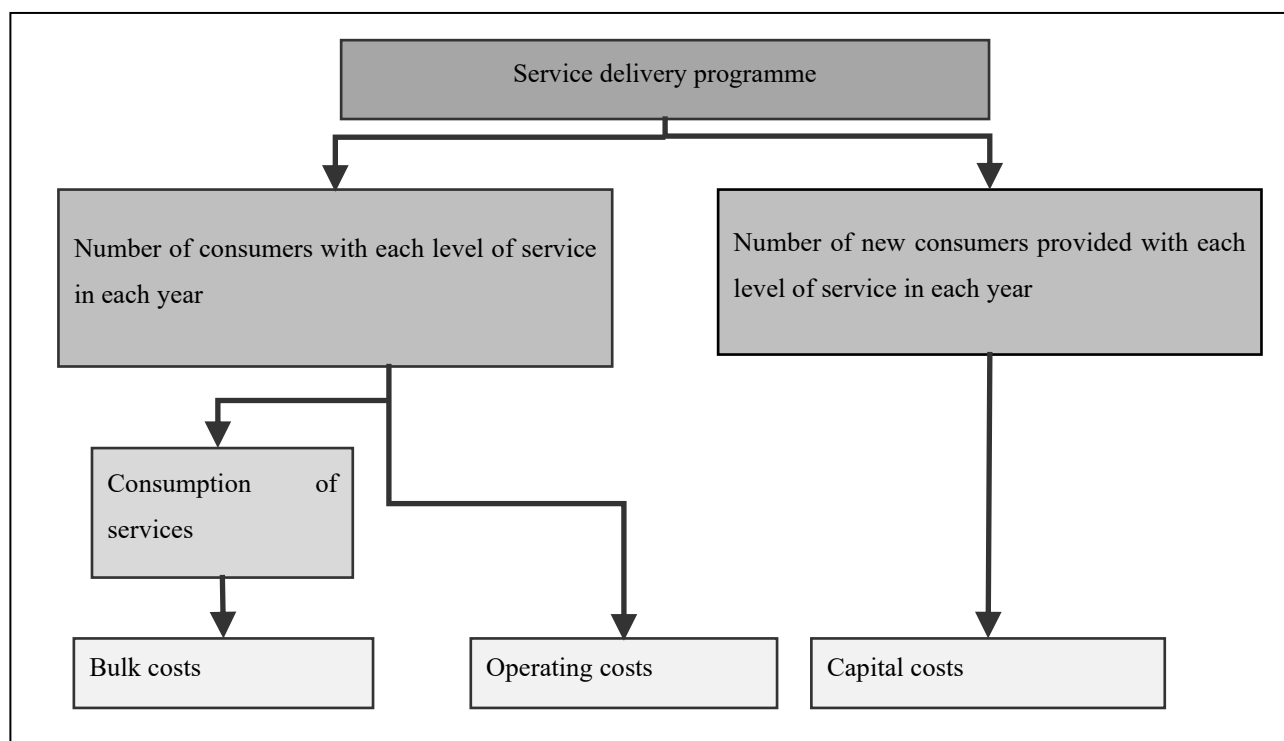 Service delivery programme
Number of consumers with each level of service
in each year
Number of new consumers provided with each
level of service in each year
Consumption of
services
Bulk costs
Operating costs
Capital costs